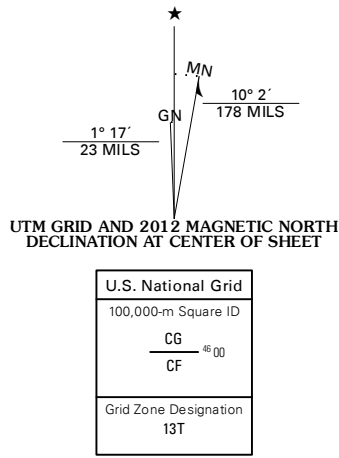 ★
MN
GN
10° 2´
178 MILS
1° 17´
23 MILS
UTM GRID AND 2012 MAGNETIC NORTH
DECLINATION AT CENTER OF SHEET
U.S. National Grid
100,000-m Square ID
CG
46 00
CF
Grid Zone Designation
13T